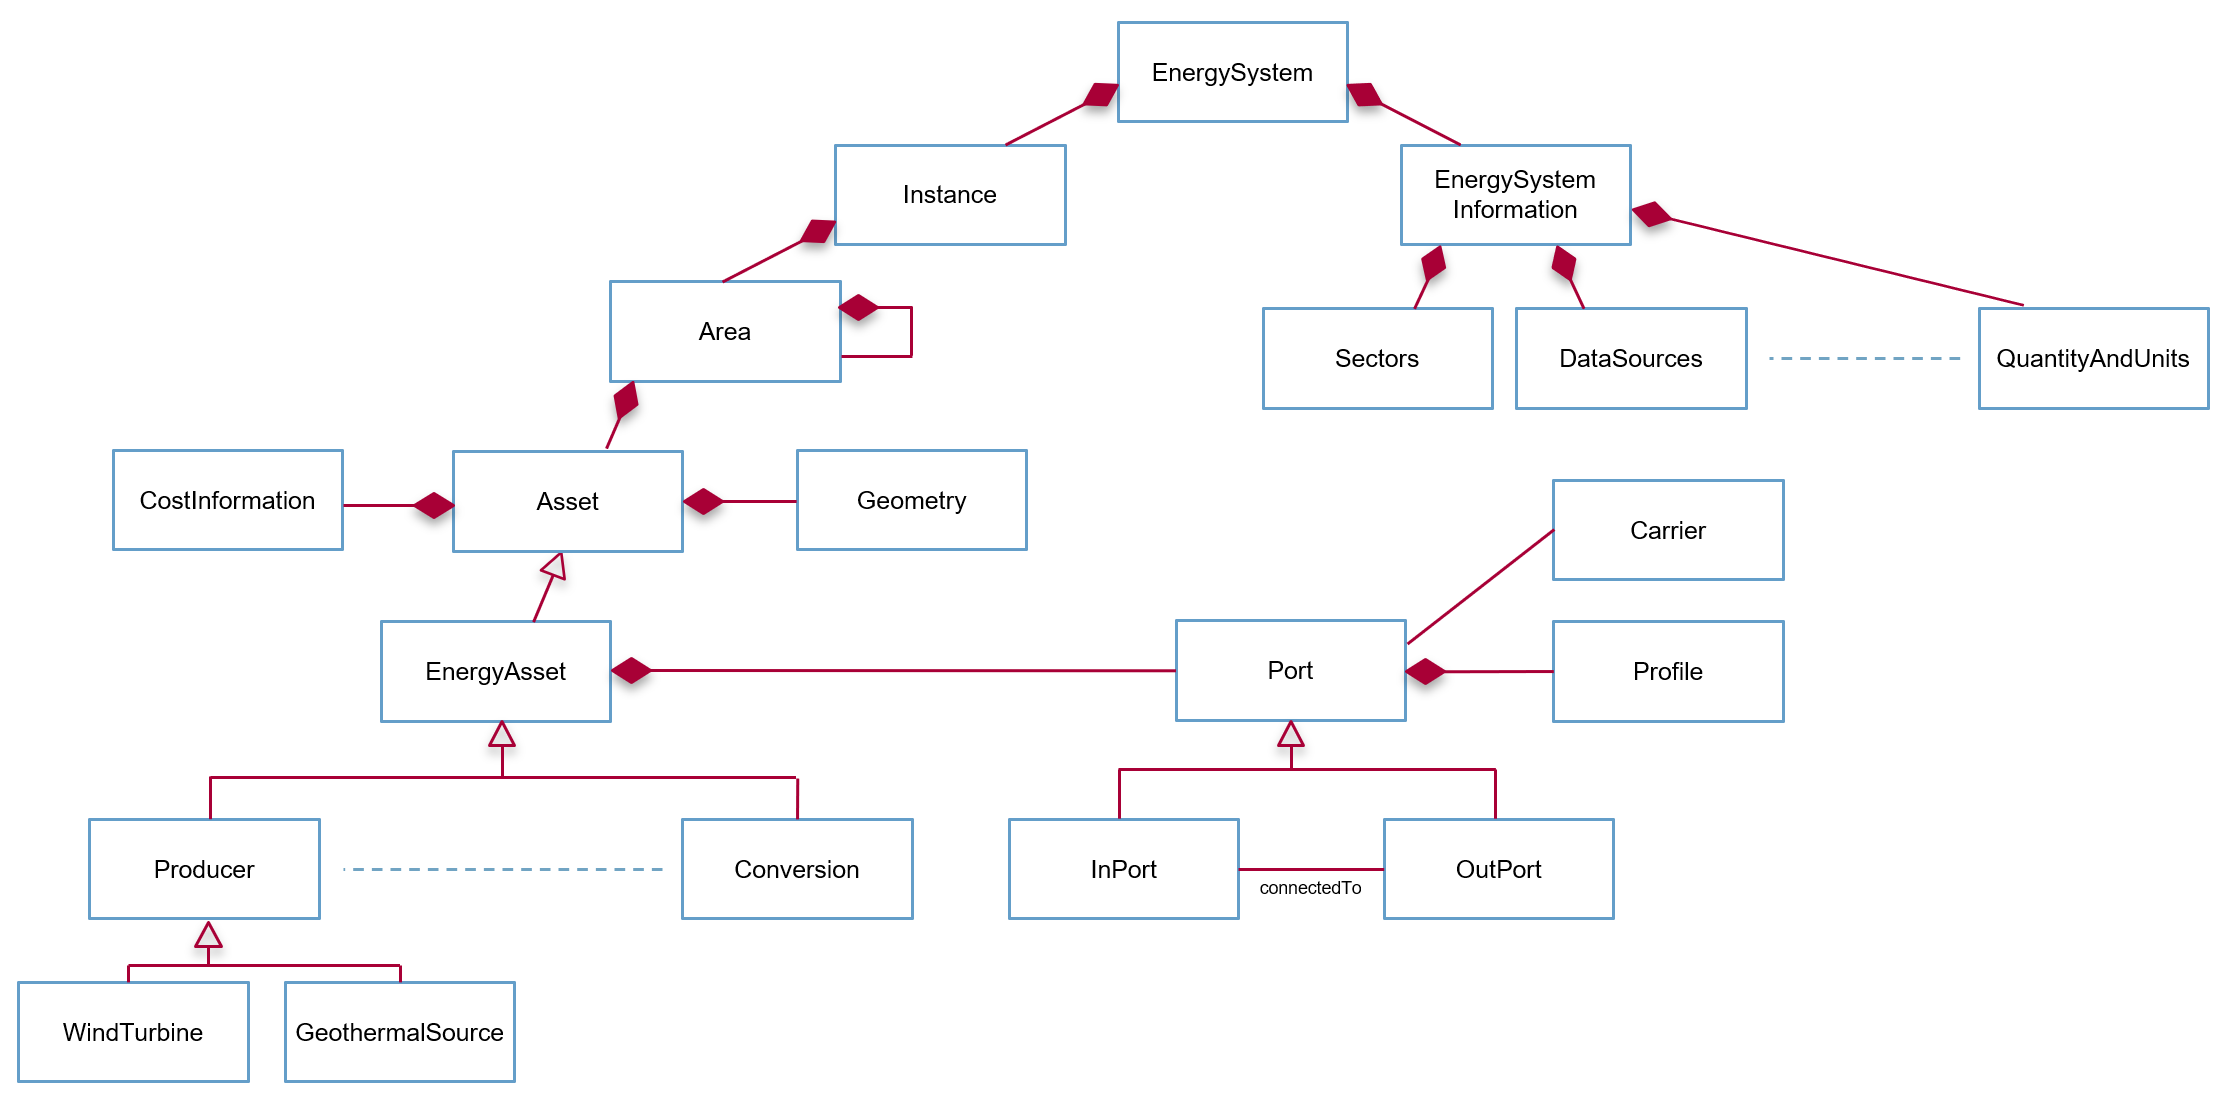 EnergySystem
Instance
EnergySystem
Information
Area
Sectors
DataSources
QuantityAndUnits
CostInformation
Asset
Geometry
Carrier
EnergyAsset
Port
Profile
Producer
Conversion
InPort
connectedTo
OutPort
WindTurbine
GeothermalSource